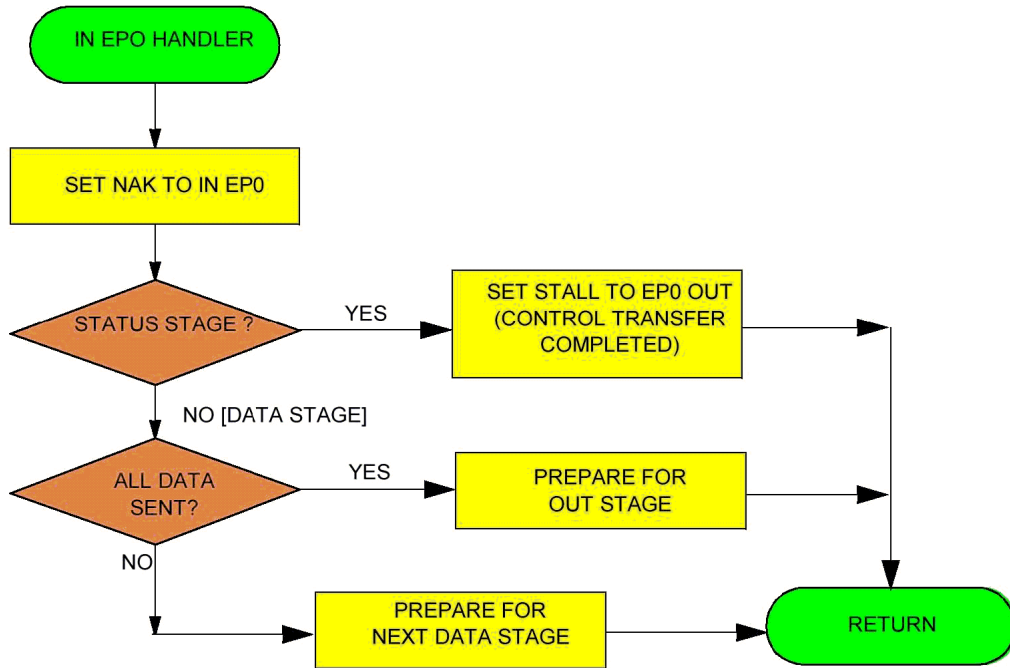 IN EPO HANDLER
SET NAK TO IN EP0
STATUS STAGE ?
YES
SET STALL TO EP0 OUT
(CONTROL TRANSFER
COMPLETED)
NO [DATA STAGE]
ALL DATA
SENT?
YES
PREPARE FOR
OUT STAGE
NO
PREPARE FOR
NEXT DATA STAGE
RETURN